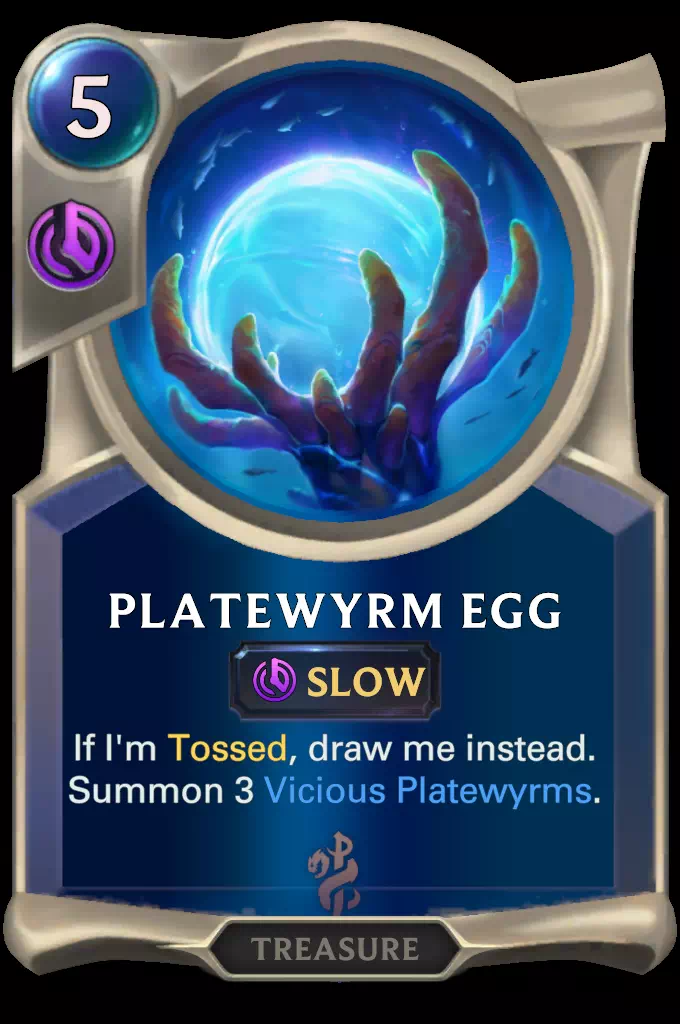 5
PLATEWYRM EGG
SLOW
If I'm Tossed, draw me instead.
Summon 3 Vicious Platewyrms.
TREASURE